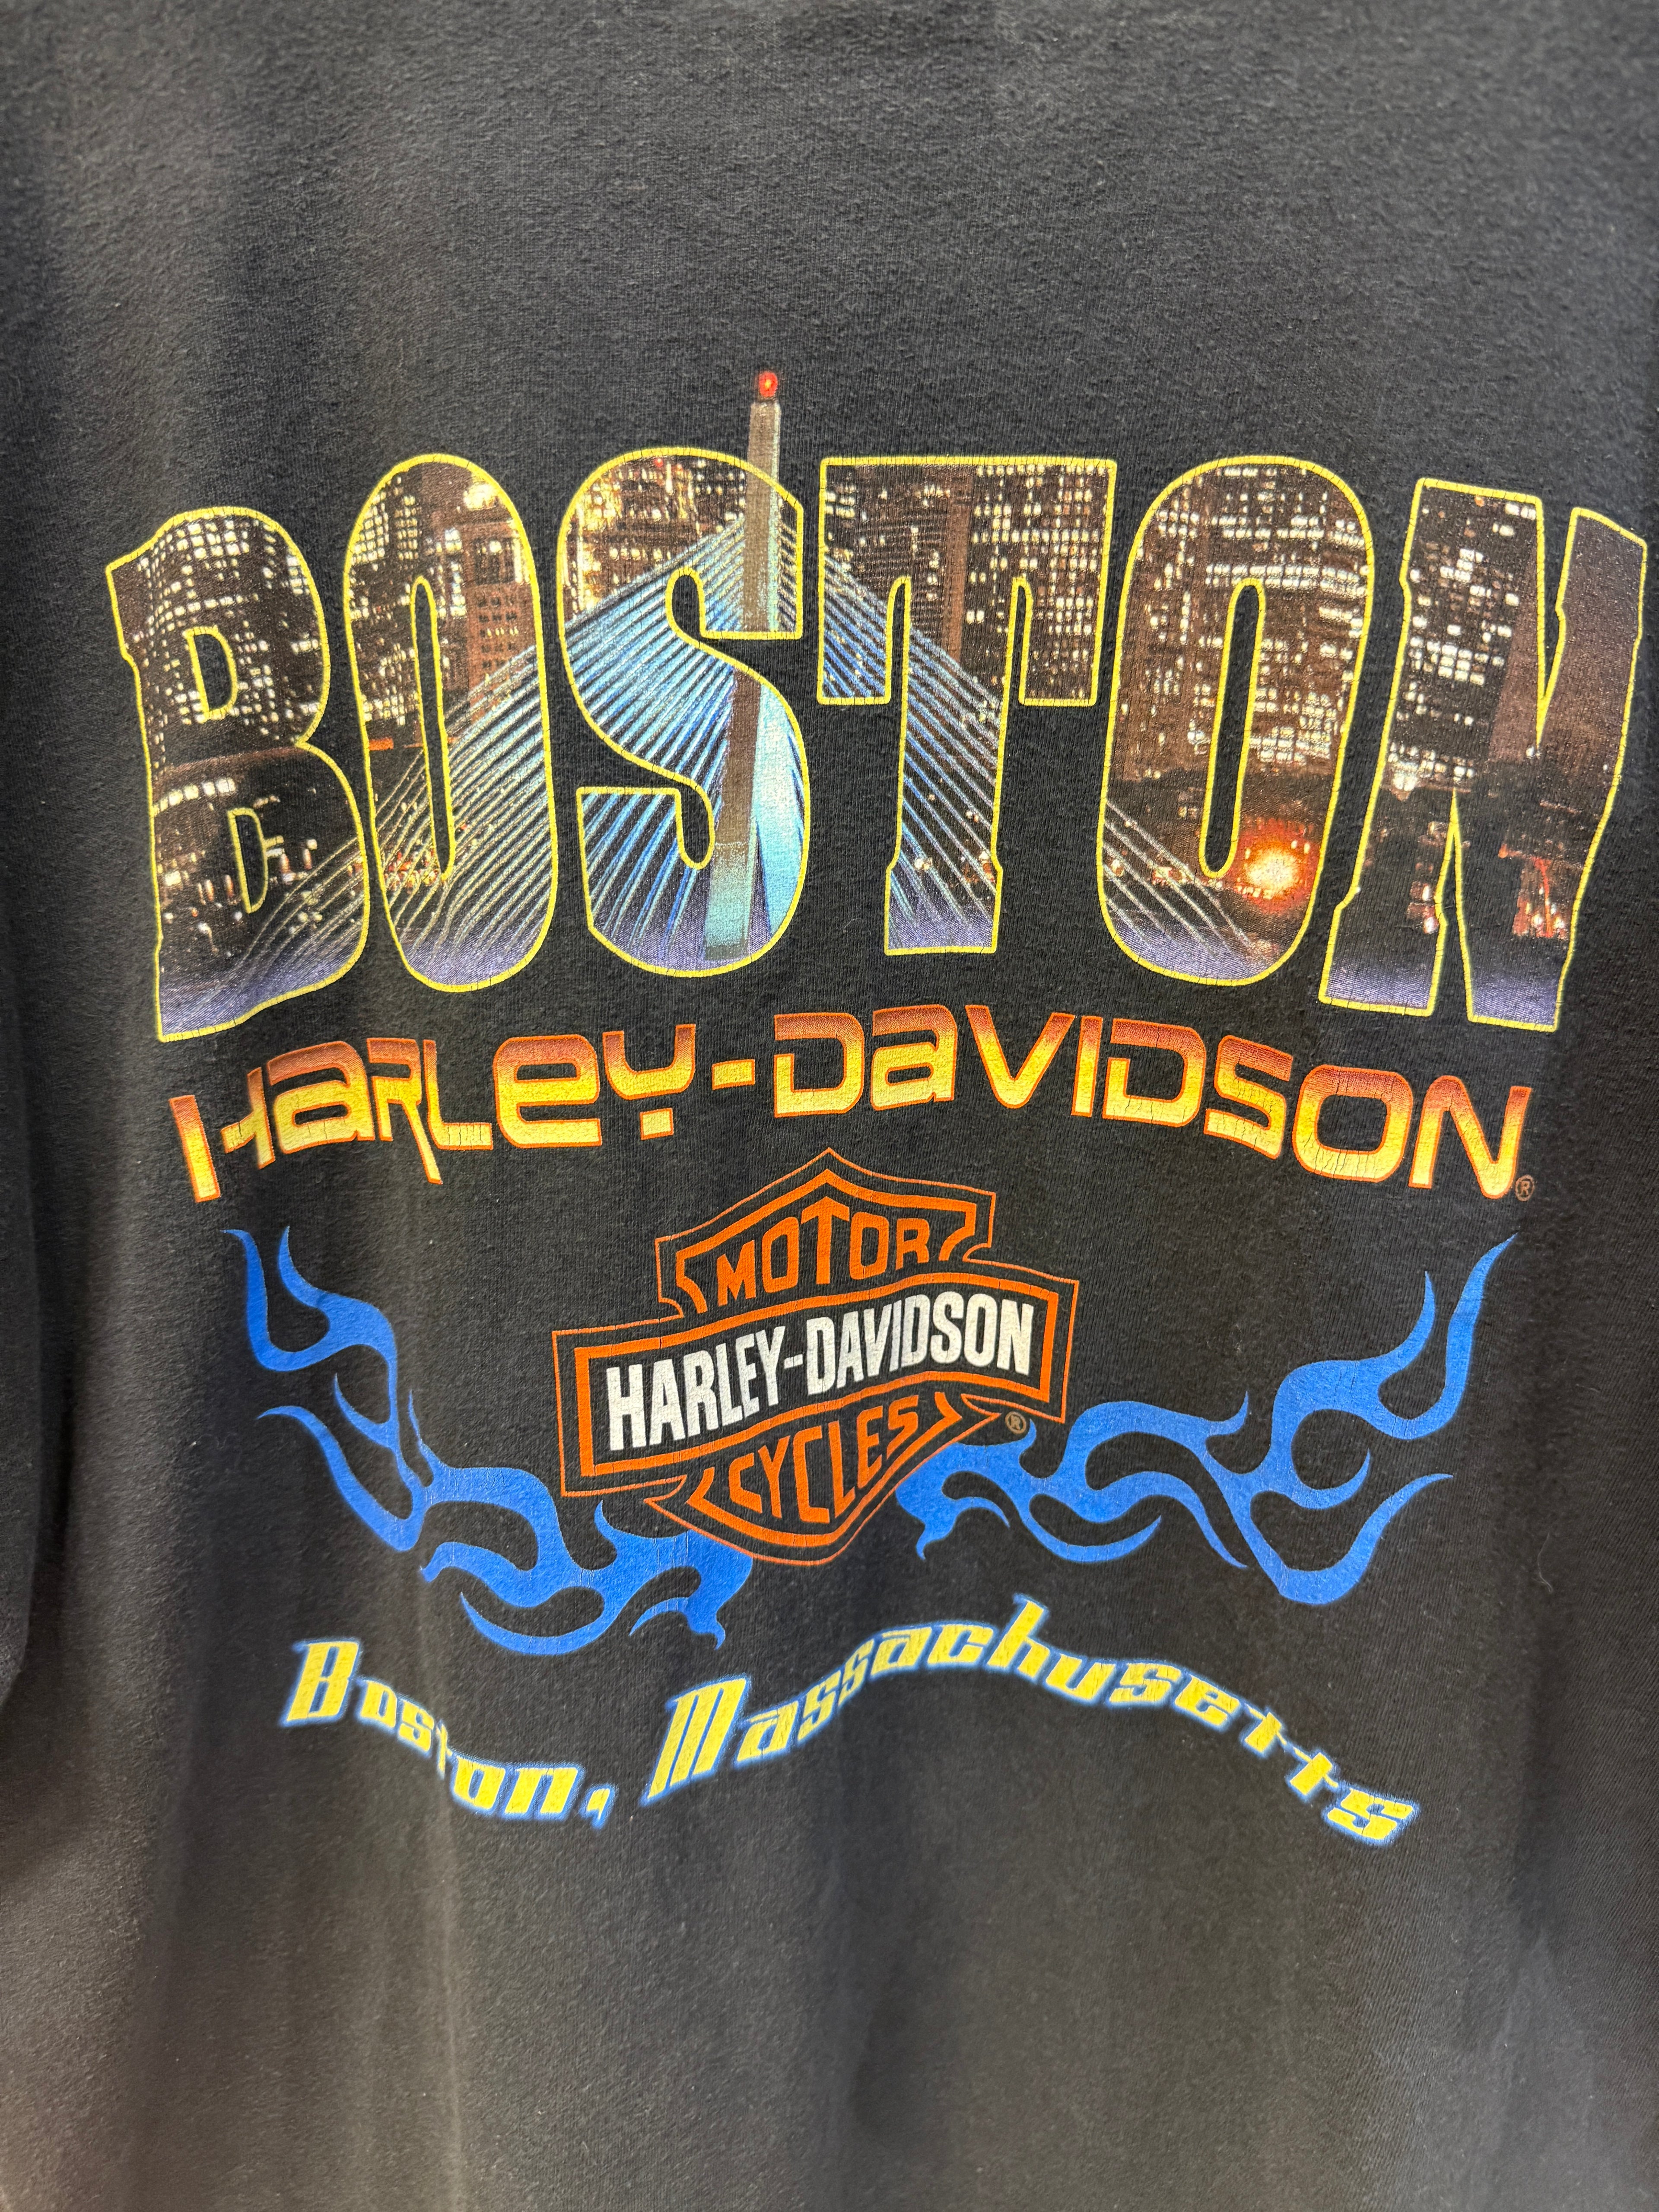 BOSTON
HARLEY-DAVIDSON®
MOTOR
HARLEY-DAVIDSON
CYCLES ®
Boston, Massachusetts